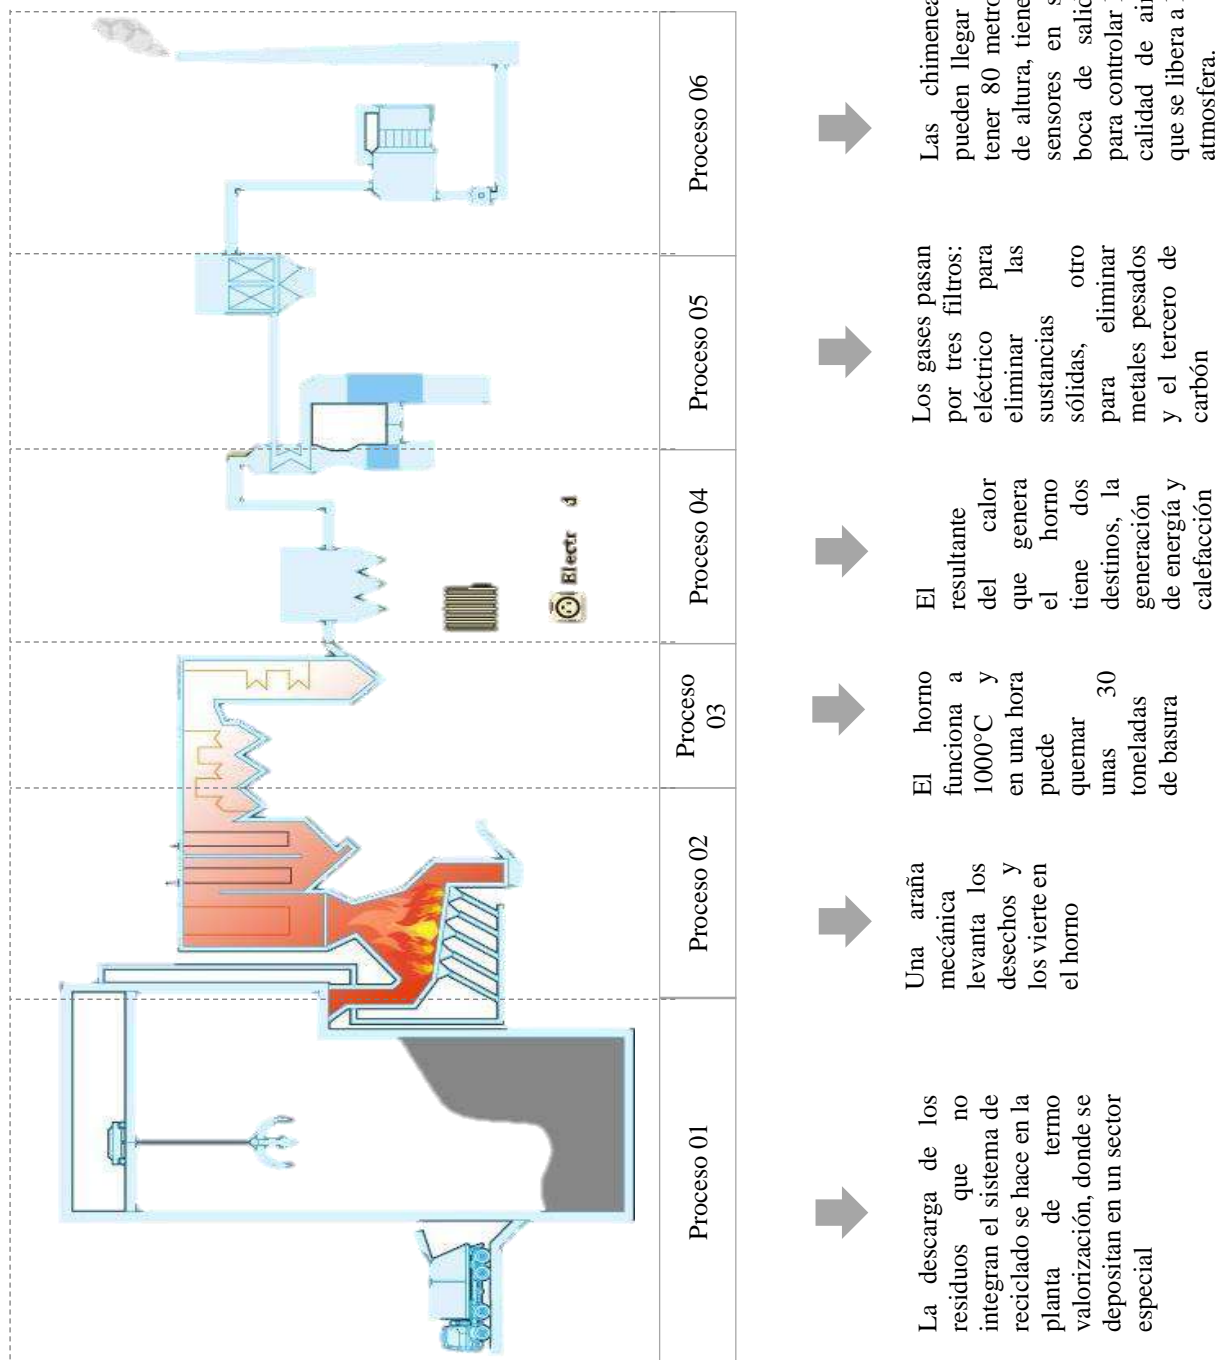 Proceso 01
Proceso 02
Proceso
03
Proceso 04
Proceso 05
Proceso 06
Electr d
La descarga de los
residuos que no
integran el sistema de
reciclado se hace en la
planta de termo
valorización, donde se
depositan en un sector
especial
Una araña
mecánica
levanta los
desechos y
los vierte en
el horno
El horno
funciona a
1000°C y
en una hora
puede
quemar
unas 30
toneladas
de basura
El
resultante
del calor
que genera
el horno
tiene dos
destinos, la
generación
de energía y
calefacción
Los gases pasan
por tres filtros:
eléctrico para
eliminar las
sustancias
sólidas, otro
para eliminar
metales pesados
y el tercero de
carbón
Las chimenea
pueden llegar
tener 80 metro
de altura, tiene
sensores en s
boca de salid
para controlar
calidad de air
que se libera a
atmosfera.